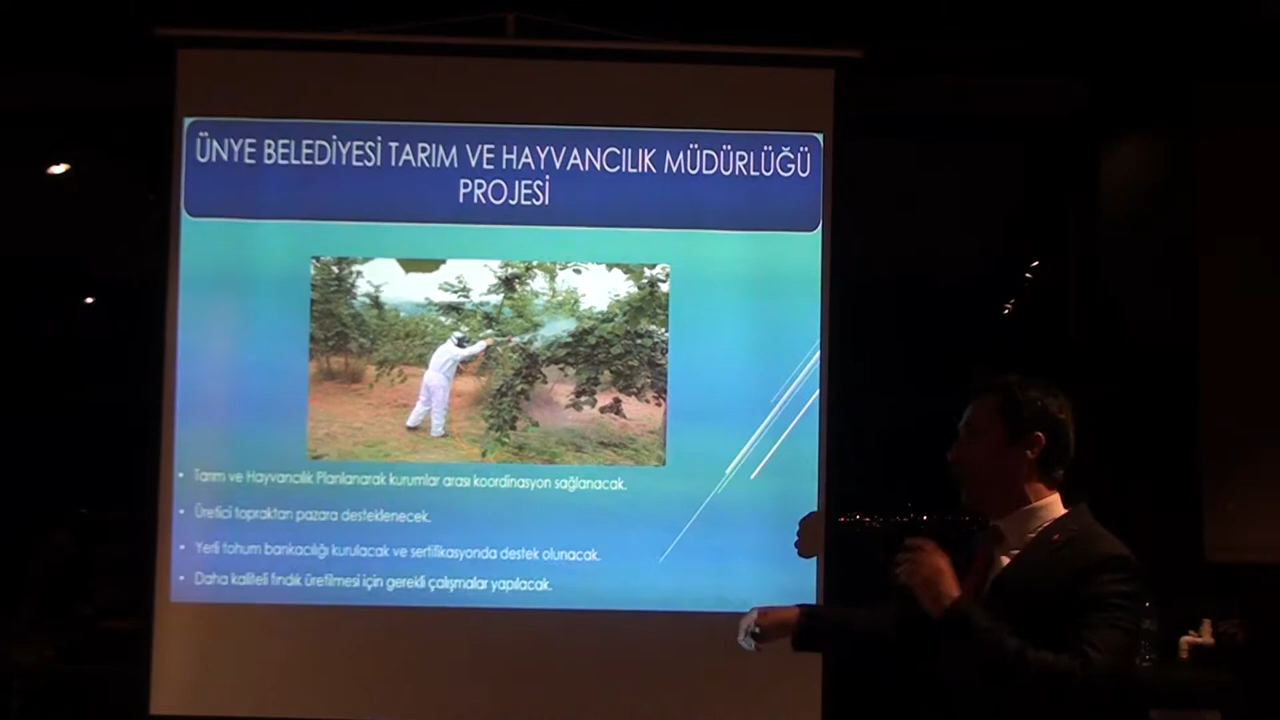 ÜNYE BELEDİYESİ TARIM VE HAYVANCILIK MÜDÜRLÜĞÜ
PROJESİ
• Tarım ve Hayvancılık Planlanarak kurumlar arası koordinasyon sağlanacak.
• Üretici topraktan pazara desteklenecek.
• Yerli tohum bankacılığı kurulacak ve sertifikasyonda destek olunacak.
• Daha kaliteli fındık üretilmesi için gerekli çalışmalar yapılacak.